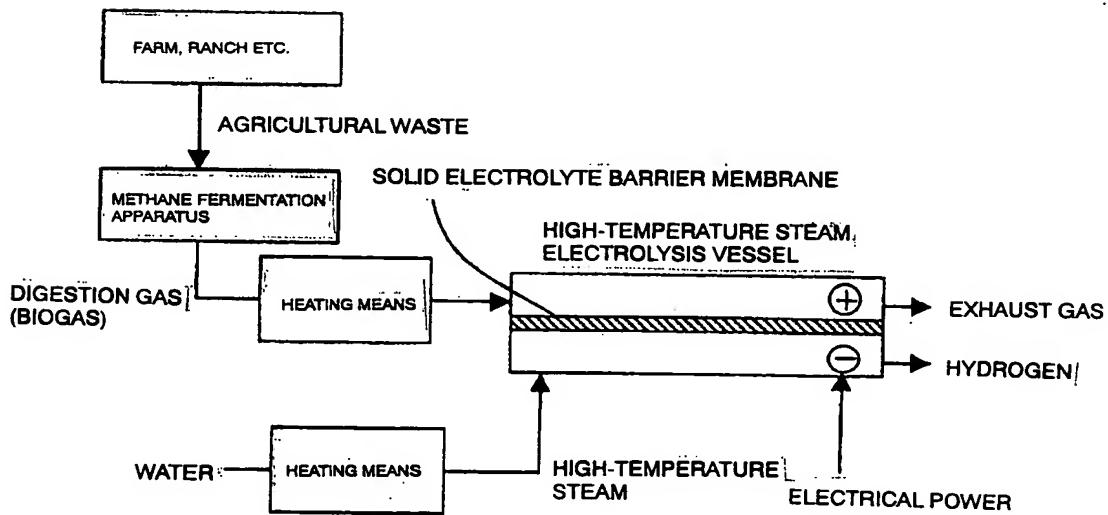 FARM, RANCH ETC.
AGRICULTURAL WASTE
METHANE FERMENTATION
APPARATUS
SOLID ELECTROLYTE BARRIER MEMBRANE
HIGH-TEMPERATURE STEAM
ELECTROLYSIS VESSEL
DIGESTION GAS
(BIOGAS)
HEATING MEANS
+
EXHAUST GAS
−
HYDROGEN
WATER
HEATING MEANS
HIGH-TEMPERATURE
STEAM
ELECTRICAL POWER